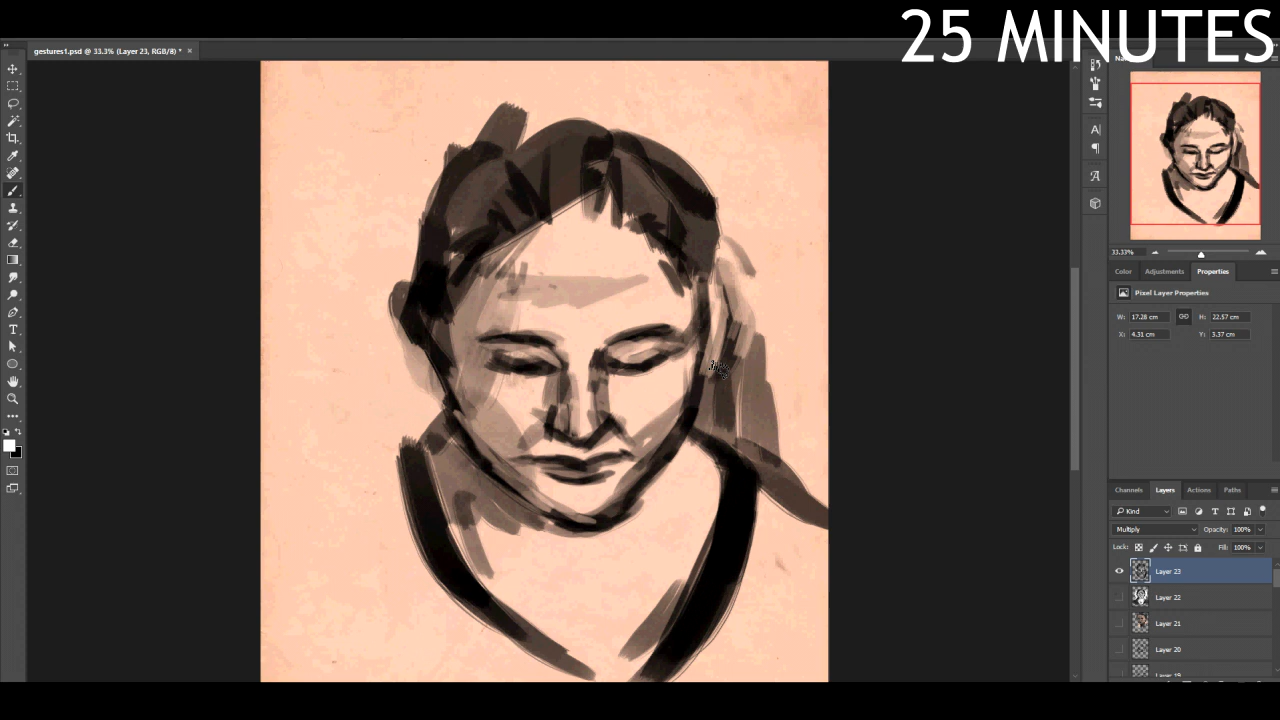 25 MINUTES
gestures1.psd @ 33.3% (Layer 23, RGB/8) * ×
33.33%
Color Adjustments Properties
Pixel Layer Properties
W: 17.28 cm H: 22.57 cm
X: 4.31 cm Y: 3.37 cm
Channels Layers Actions Paths
Kind
Multiply Opacity: 100%
Lock: Fill: 100%
Layer 23
Layer 22
Layer 21
Layer 20